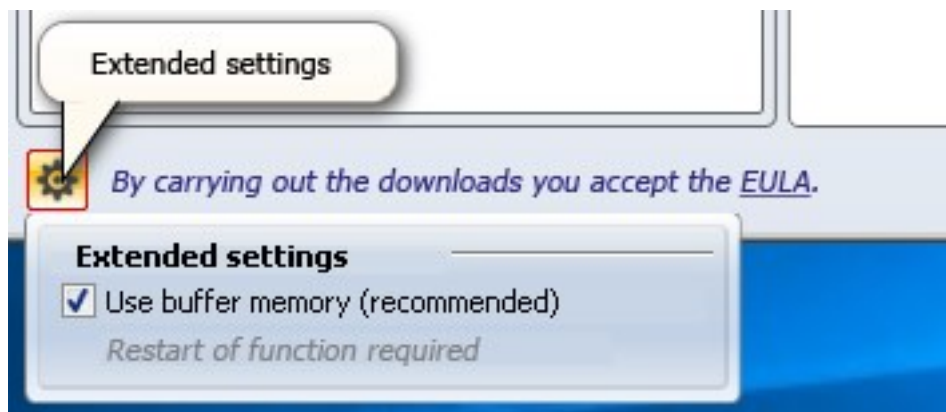 Extended settings
By carrying out the downloads you accept the EULA.
Extended settings
Use buffer memory (recommended)
Restart of function required